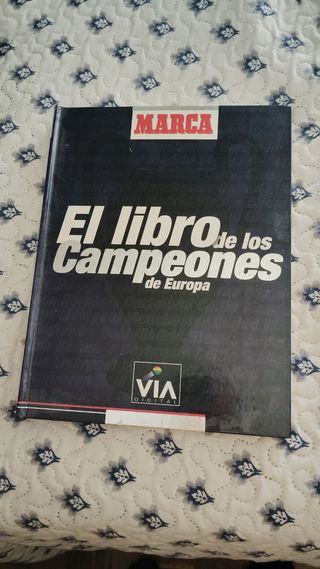 MARCA
El libro de los
Campeones
de Europa
VIA
DIGITAL